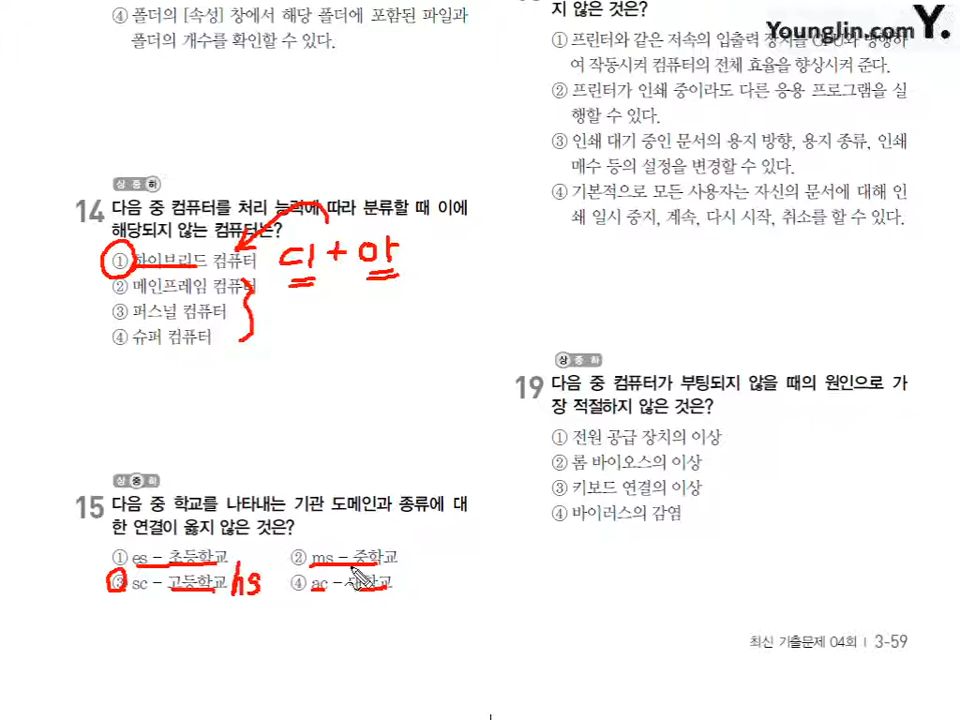 ④ 폴더의 [속성] 창에서 해당 폴더에 포함된 파일과
폴더의 개수를 확인할 수 있다.
상 중 하
14 다음 중 컴퓨터를 처리 능력에 따라 분류할 때 이에
해당되지 않는 컴퓨터는?
① 하이브리드 컴퓨터
디 + 아
② 메인프레임 컴퓨터
③ 퍼스널 컴퓨터
④ 슈퍼 컴퓨터
상 중 하
15 다음 중 학교를 나타내는 기관 도메인과 종류에 대
한 연결이 옳지 않은 것은?
① es - 초등학교 ② ms - 중학교
③ sc - 고등학교 hs ④ ac - 대학교
지 않은 것은?
Younglin.com Y.
① 프린터와 같은 저속의 입출력 장치를 CPU와 병행하
여 작동시켜 컴퓨터의 전체 효율을 향상시켜 준다.
② 프린터가 인쇄 중이라도 다른 응용 프로그램을 실
행할 수 있다.
③ 인쇄 대기 중인 문서의 용지 방향, 용지 종류, 인쇄
매수 등의 설정을 변경할 수 있다.
④ 기본적으로 모든 사용자는 자신의 문서에 대해 인
쇄 일시 중지, 계속, 다시 시작, 취소를 할 수 있다.
상 중 하
19 다음 중 컴퓨터가 부팅되지 않을 때의 원인으로 가
장 적절하지 않은 것은?
① 전원 공급 장치의 이상
② 롬 바이오스의 이상
③ 키보드 연결의 이상
④ 바이러스의 감염
최신 기출문제 04회 | 3-59